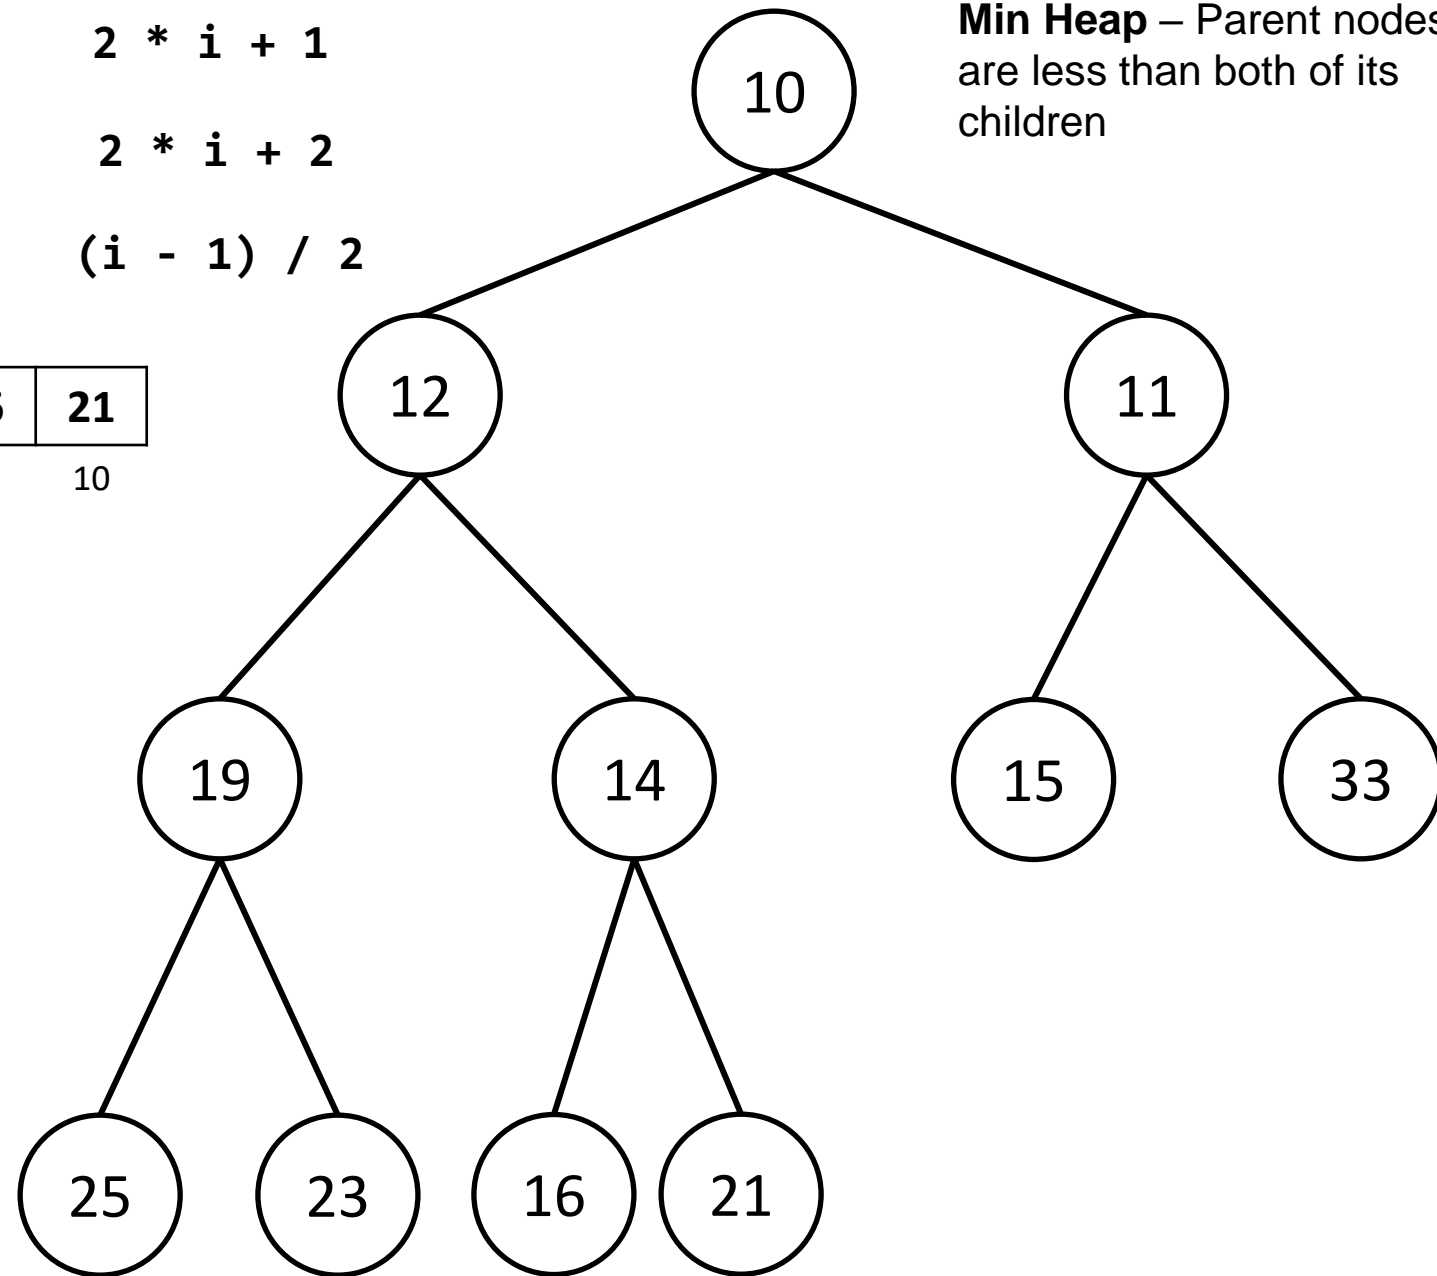 2 * i + 1
2 * i + 2
(i - 1) / 2
Min Heap – Parent nodes
are less than both of its
children
21
10
10
12
11
19
14
15
33
25
23
16
21